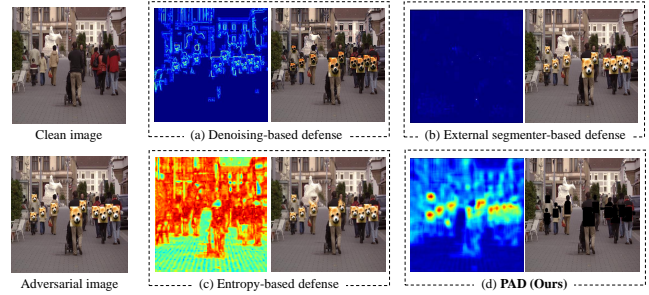 Clean image
(a) Denoising-based defense
(b) External segmenter-based defense
Adversarial image
(c) Entropy-based defense
(d) PAD (Ours)